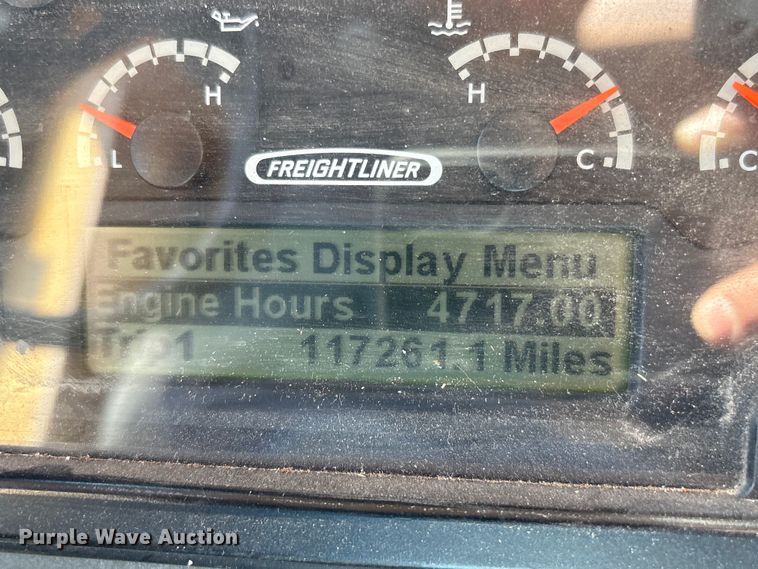 H
H
L
C
C
FREIGHTLINER
Favorites Display Menu
Engine Hours 4717.00
Trip1 117261.1 Miles
Purple Wave Auction